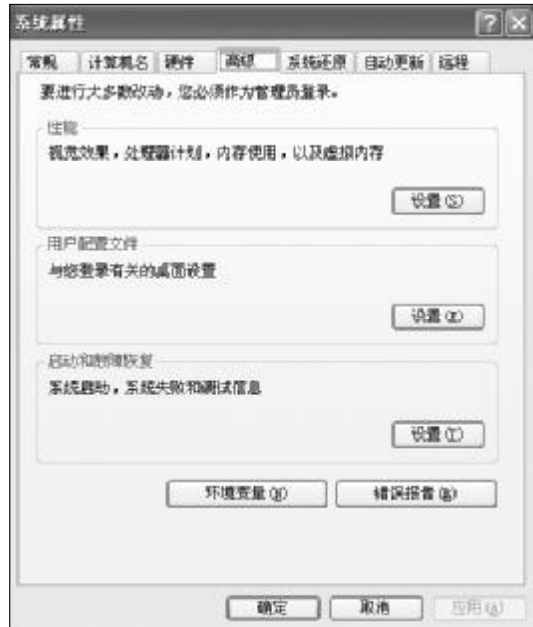 系统属性
常规 计算机名 硬件 高级 系统还原 自动更新 远程
要进行大多数改动，您必须作为管理员登录。
性能
视觉效果，处理器计划，内存使用，以及虚拟内存
设置(S)
用户配置文件
与您登录有关的桌面设置
设置(E)
启动和故障恢复
系统启动，系统失败和调试信息
设置(T)
环境变量(N) 错误报告(R)
确定 取消 应用(A)